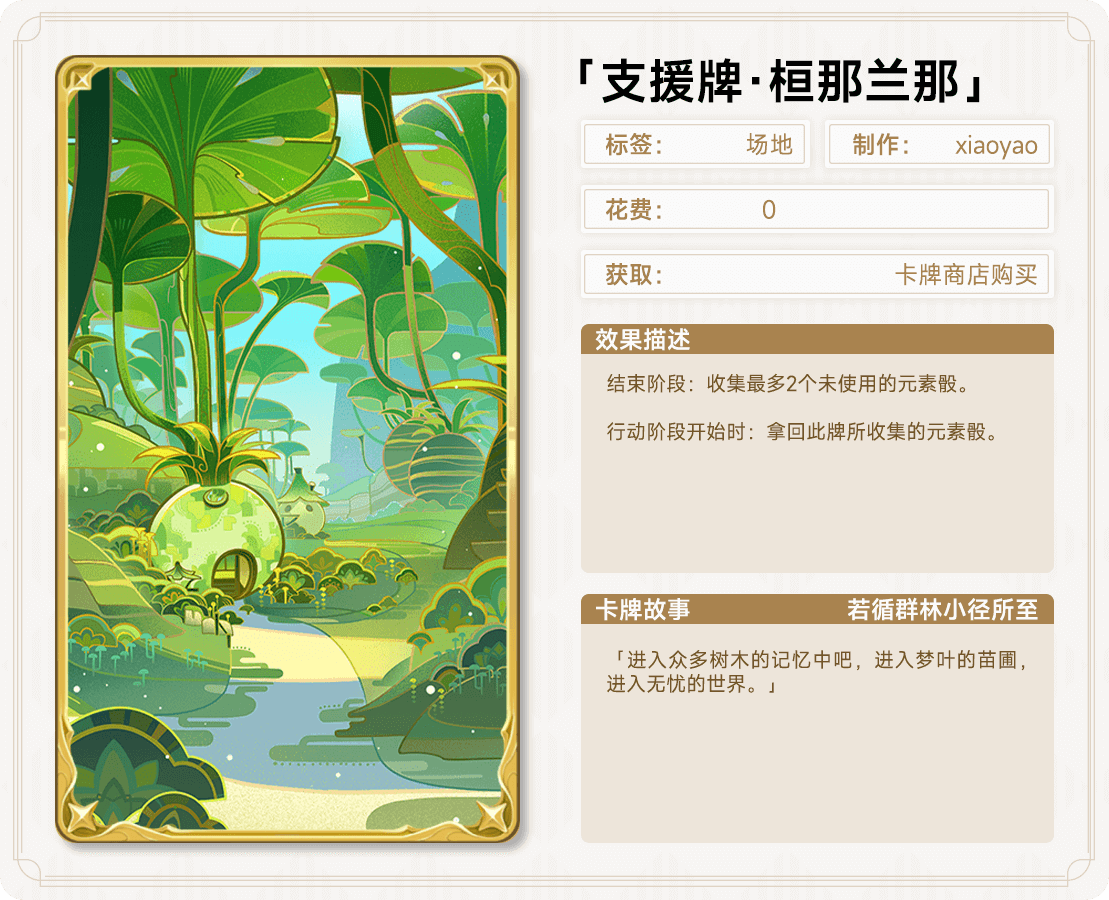 「支援牌·桓那兰那」
标签： 场地
制作： xiaoyao
花费： 0
获取： 卡牌商店购买
效果描述
结束阶段：收集最多2个未使用的元素骰。
行动阶段开始时：拿回此牌所收集的元素骰。
卡牌故事 若循群林小径所至
「进入众多树木的记忆中吧，进入梦叶的苗圃，
进入无忧的世界。」